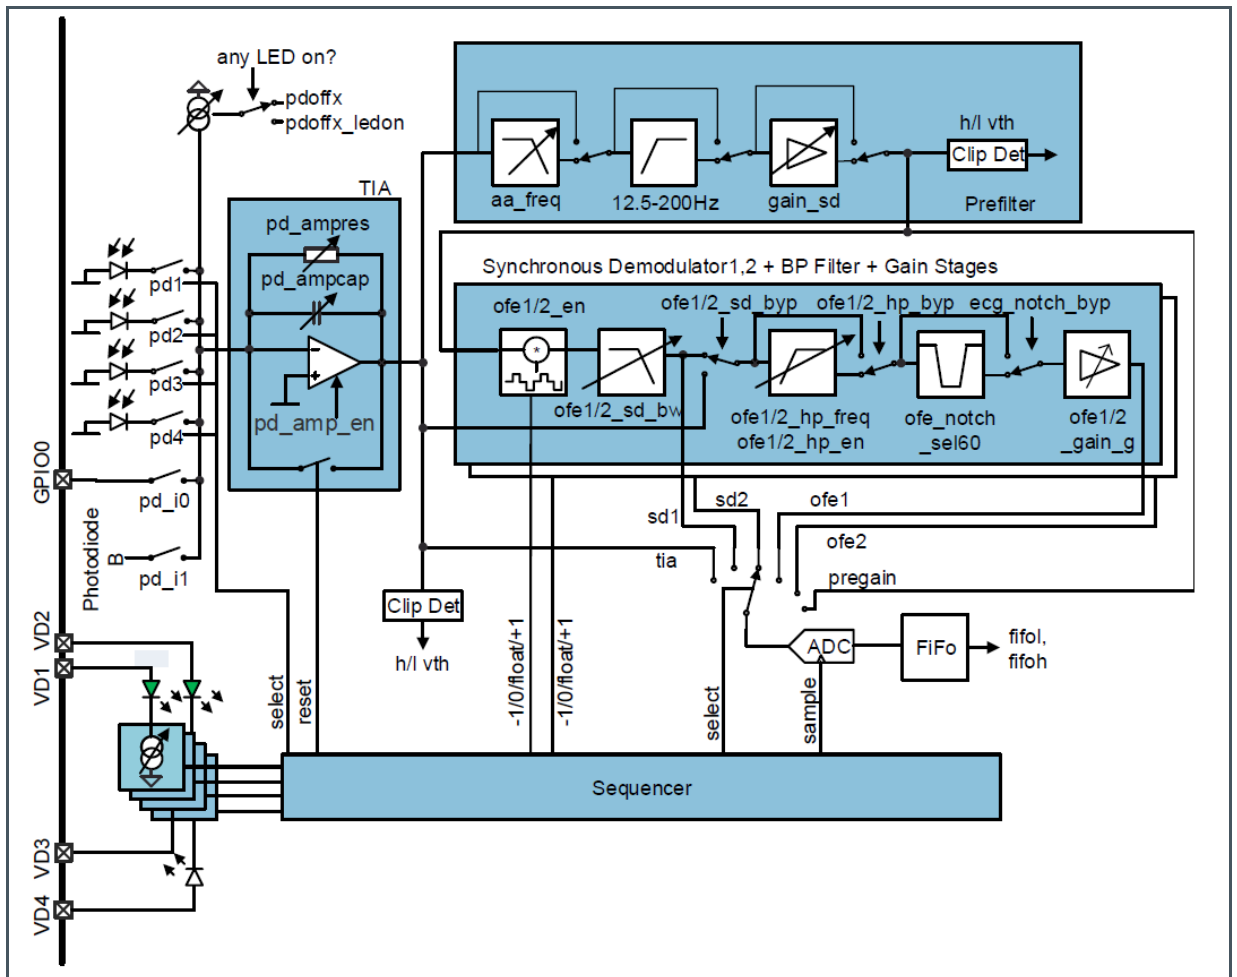 any LED on?
pdoffx
pdoffx_ledon
TIA
pd_ampres
pd_ampcap
pd_amp_en
aa_freq
12.5-200Hz
gain_sd
h/l vth
Clip Det
Prefilter
Synchronous Demodulator1,2 + BP Filter + Gain Stages
ofe1/2_en
ofe1/2_sd_byp
ofe1/2_hp_byp
ecg_notch_byp
*
ofe1/2_sd_bw
ofe1/2_hp_freq
ofe1/2_hp_en
ofe_notch
_sel60
ofe1/2
_gain_g
pd1
pd2
pd3
pd4
GPIO0
pd_i0
Photodiode
B
pd_i1
sd1
sd2
ofe1
ofe2
tia
pregain
Clip Det
h/l vth
ADC
FiFo
fifol,
fifoh
VD2
VD1
select
reset
-1/0/float/+1
-1/0/float/+1
select
sample
Sequencer
VD3
VD4